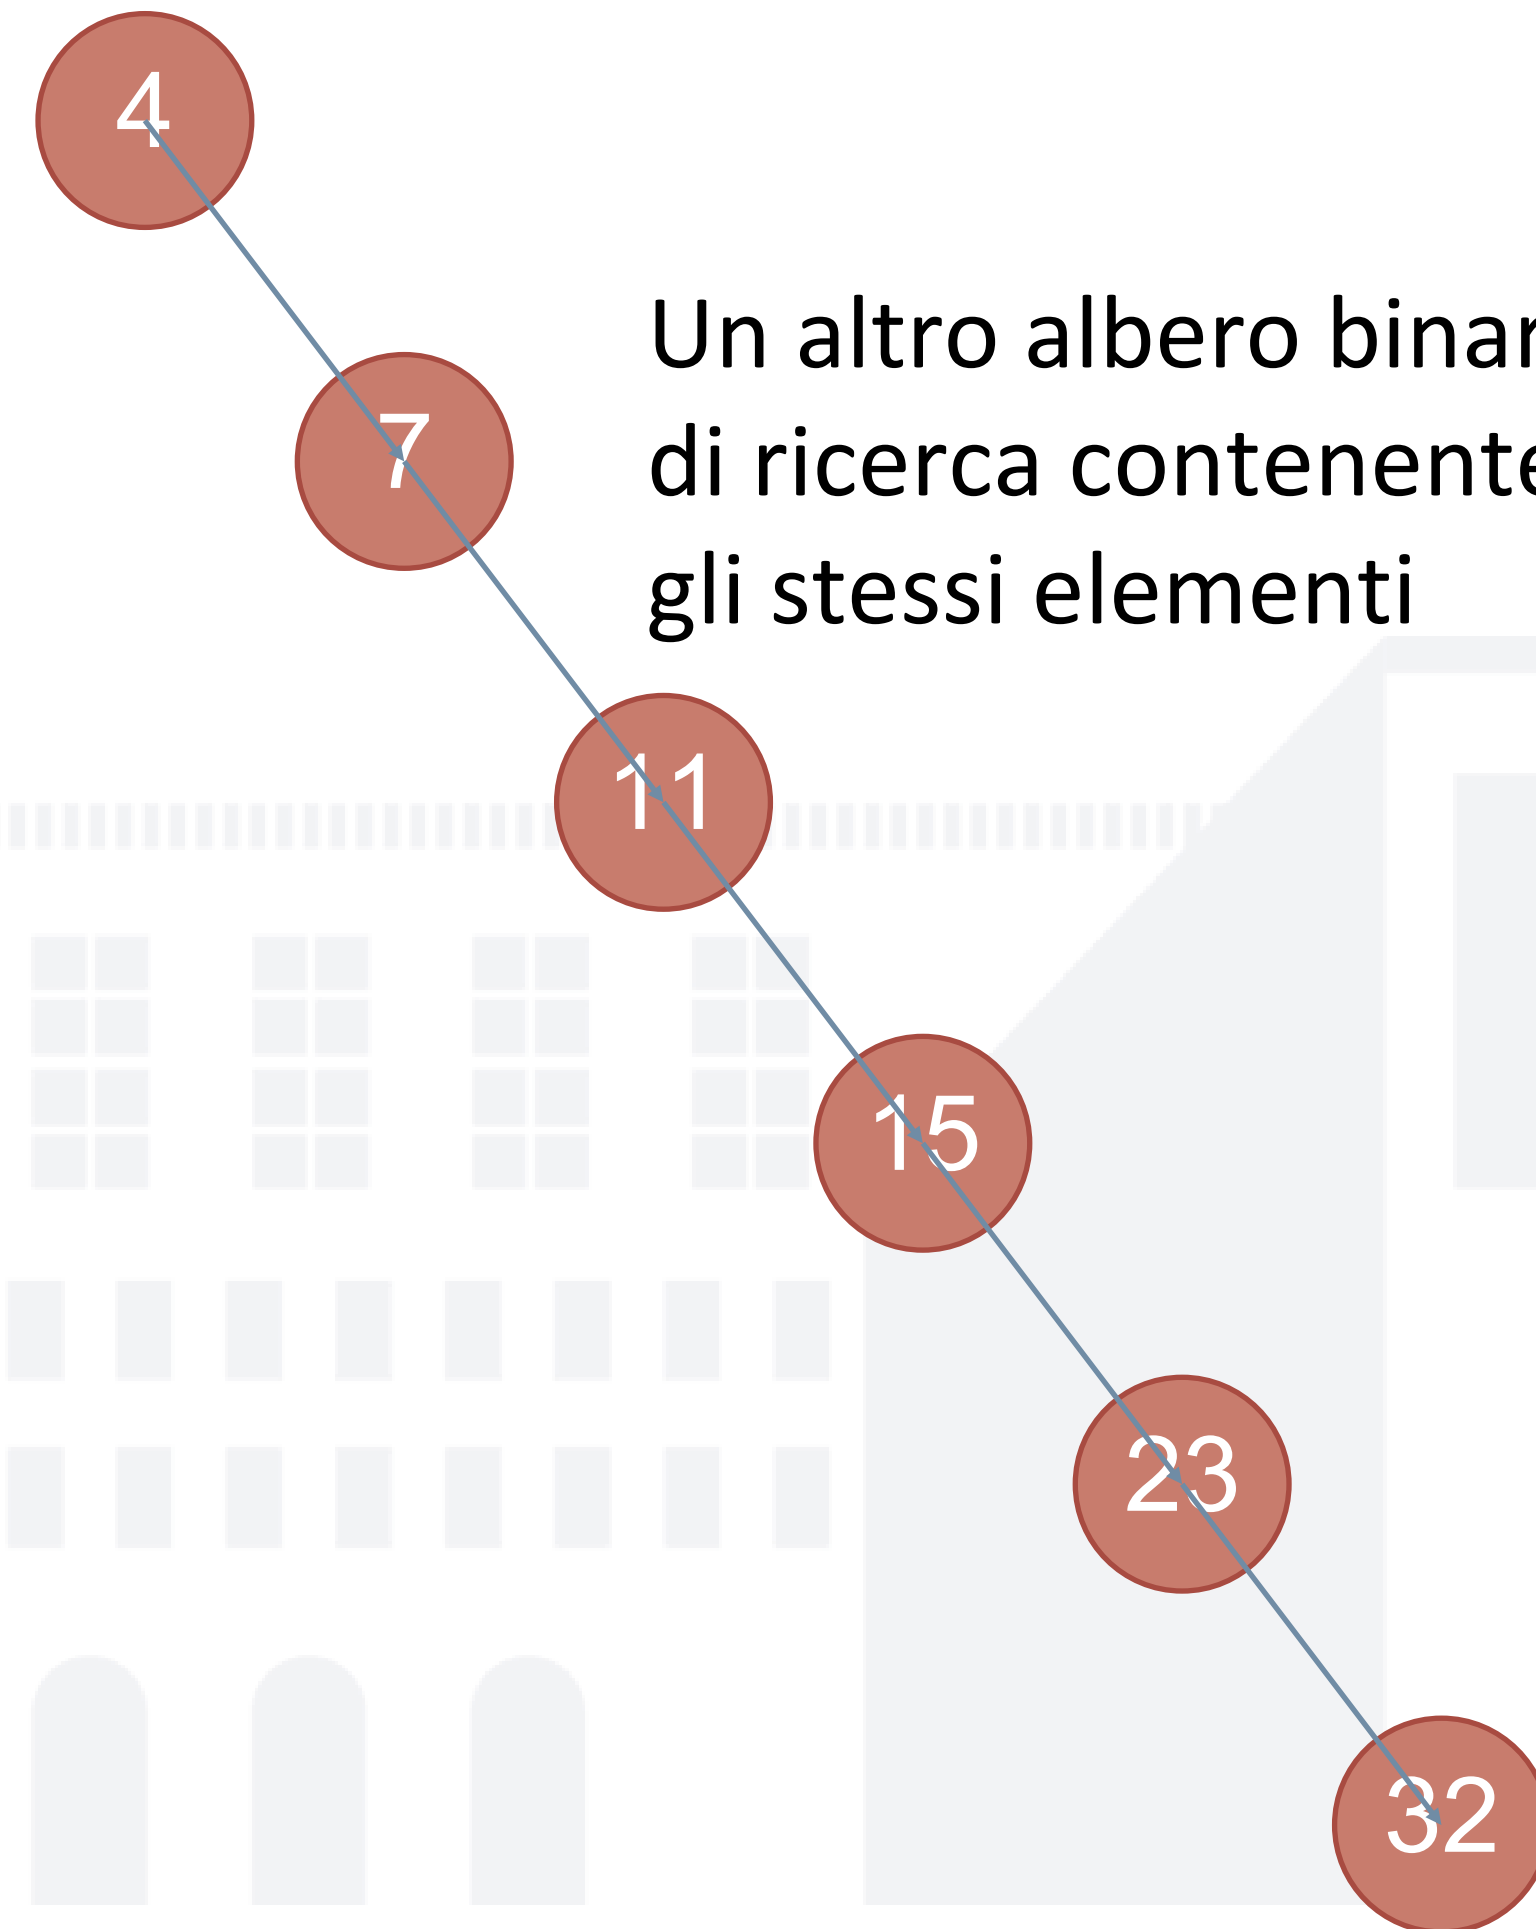 4
7
Un altro albero binar
di ricerca contenente
gli stessi elementi
11
15
23
32